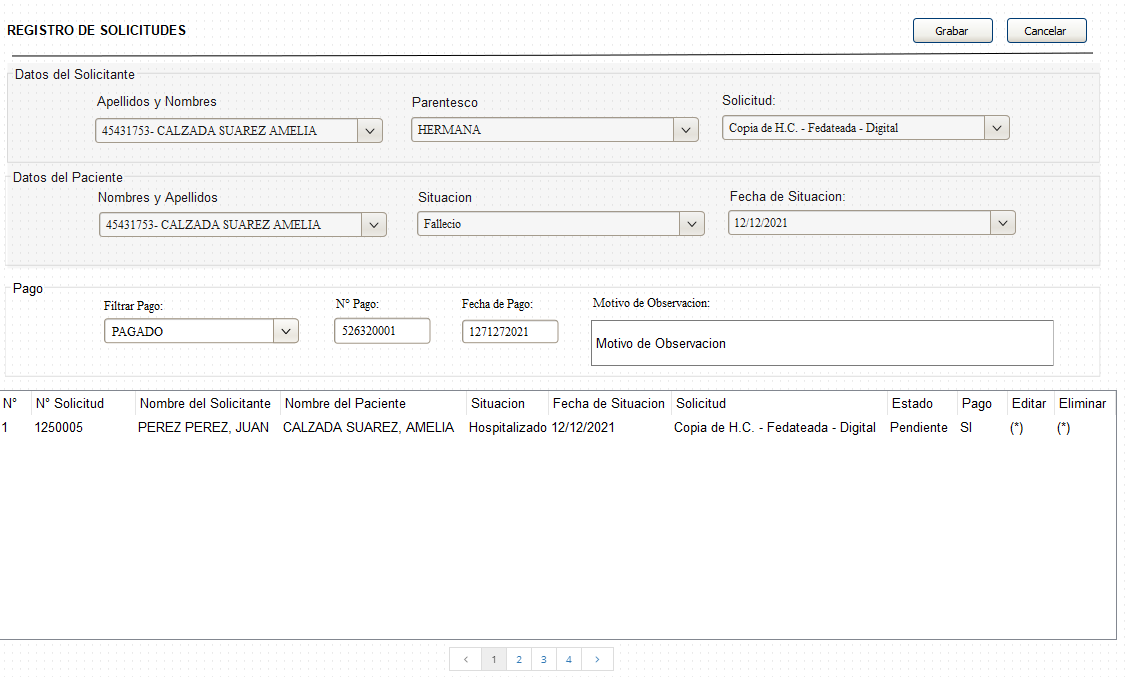 REGISTRO DE SOLICITUDES
Grabar
Cancelar
Datos del Solicitante
Apellidos y Nombres
Parentesco
Solicitud:
45431753- CALZADA SUAREZ AMELIA
HERMANA
Copia de H.C. - Fedateada - Digital
Datos del Paciente
Nombres y Apellidos
Situacion
Fecha de Situacion:
45431753- CALZADA SUAREZ AMELIA
Fallecio
12/12/2021
Pago
Filtrar Pago:
N° Pago:
Fecha de Pago:
Motivo de Observacion:
PAGADO
526320001
1271272021
Motivo de Observacion
N° N° Solicitud Nombre del Solicitante Nombre del Paciente Situacion Fecha de Situacion Solicitud Estado Pago Editar Eliminar
1 1250005 PEREZ PEREZ, JUAN CALZADA SUAREZ, AMELIA Hospitalizado 12/12/2021 Copia de H.C. - Fedateada - Digital Pendiente SI (*) (*)
‹ 1 2 3 4 ›